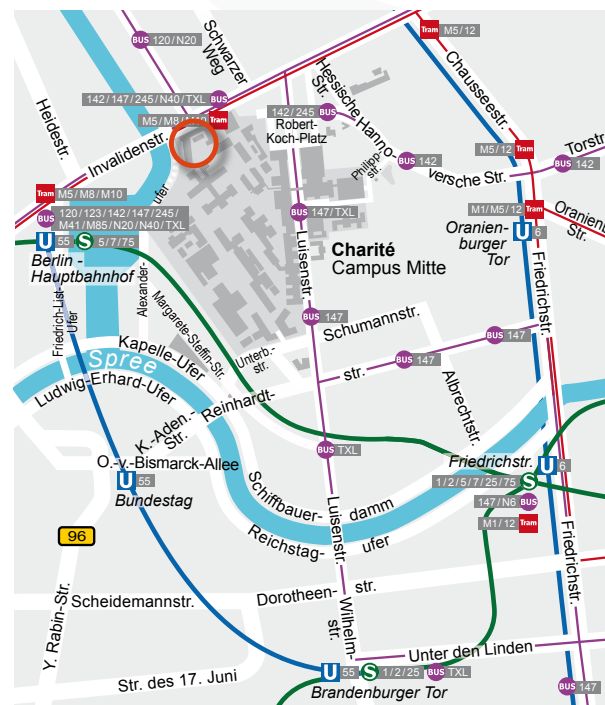 BUS 120/N20
Schwarzer
Weg
Tram M5/12
Chausseestr.
Hessische Str.
142/147/245/N40/TXL BUS
M5/M8/M10 Tram
142/245 BUS
Robert-
Koch-Platz
Hanno
versche Str.
Philipp
str.
BUS 142
M5/12 Tram
Torstr
BUS 142
Heidestr.
Invalidenstr.
ufer
Tram M5/M8/M10
BUS 120/123/142/147/245/
M41/M85/N20/N40/TXL
U 55 S 5/7/75
Berlin -
Hauptbahnhof
BUS 147/TXL
Luisenstr.
Charité
Campus Mitte
M1/M5/12 Tram
Oranienb
Str.
Oranien-
burger
Tor
U 6
Friedrichstr.
Friedrich-List-
Ufer
Alexander-
Margarete-Steffin-Str.
BUS 147
Schumannstr.
Unterb.-
str.
BUS 147
BUS 147
Kapelle-Ufer
Spree
Ludwig-Erhard-Ufer
K.-Aden.-
Str.
Reinhardt-
str.
Albrechtstr.
BUS TXL
O.-v.-Bismarck-Allee
U 55
Bundestag
Friedrichstr.
U 6
1/2/5/7/25/75 S
147/N6 BUS
M1/12 Tram
Schiffbauer-
damm
Reichstag-
ufer
Luisenstr.
Friedrichstr.
96
Scheidemannstr.
Dorotheen-
str.
Y.-Rabin-Str.
Wilhelm-
str.
Unter den Linden
Str. des 17. Juni
U 55 S 1/2/25 BUS TXL
Brandenburger Tor
BUS 147